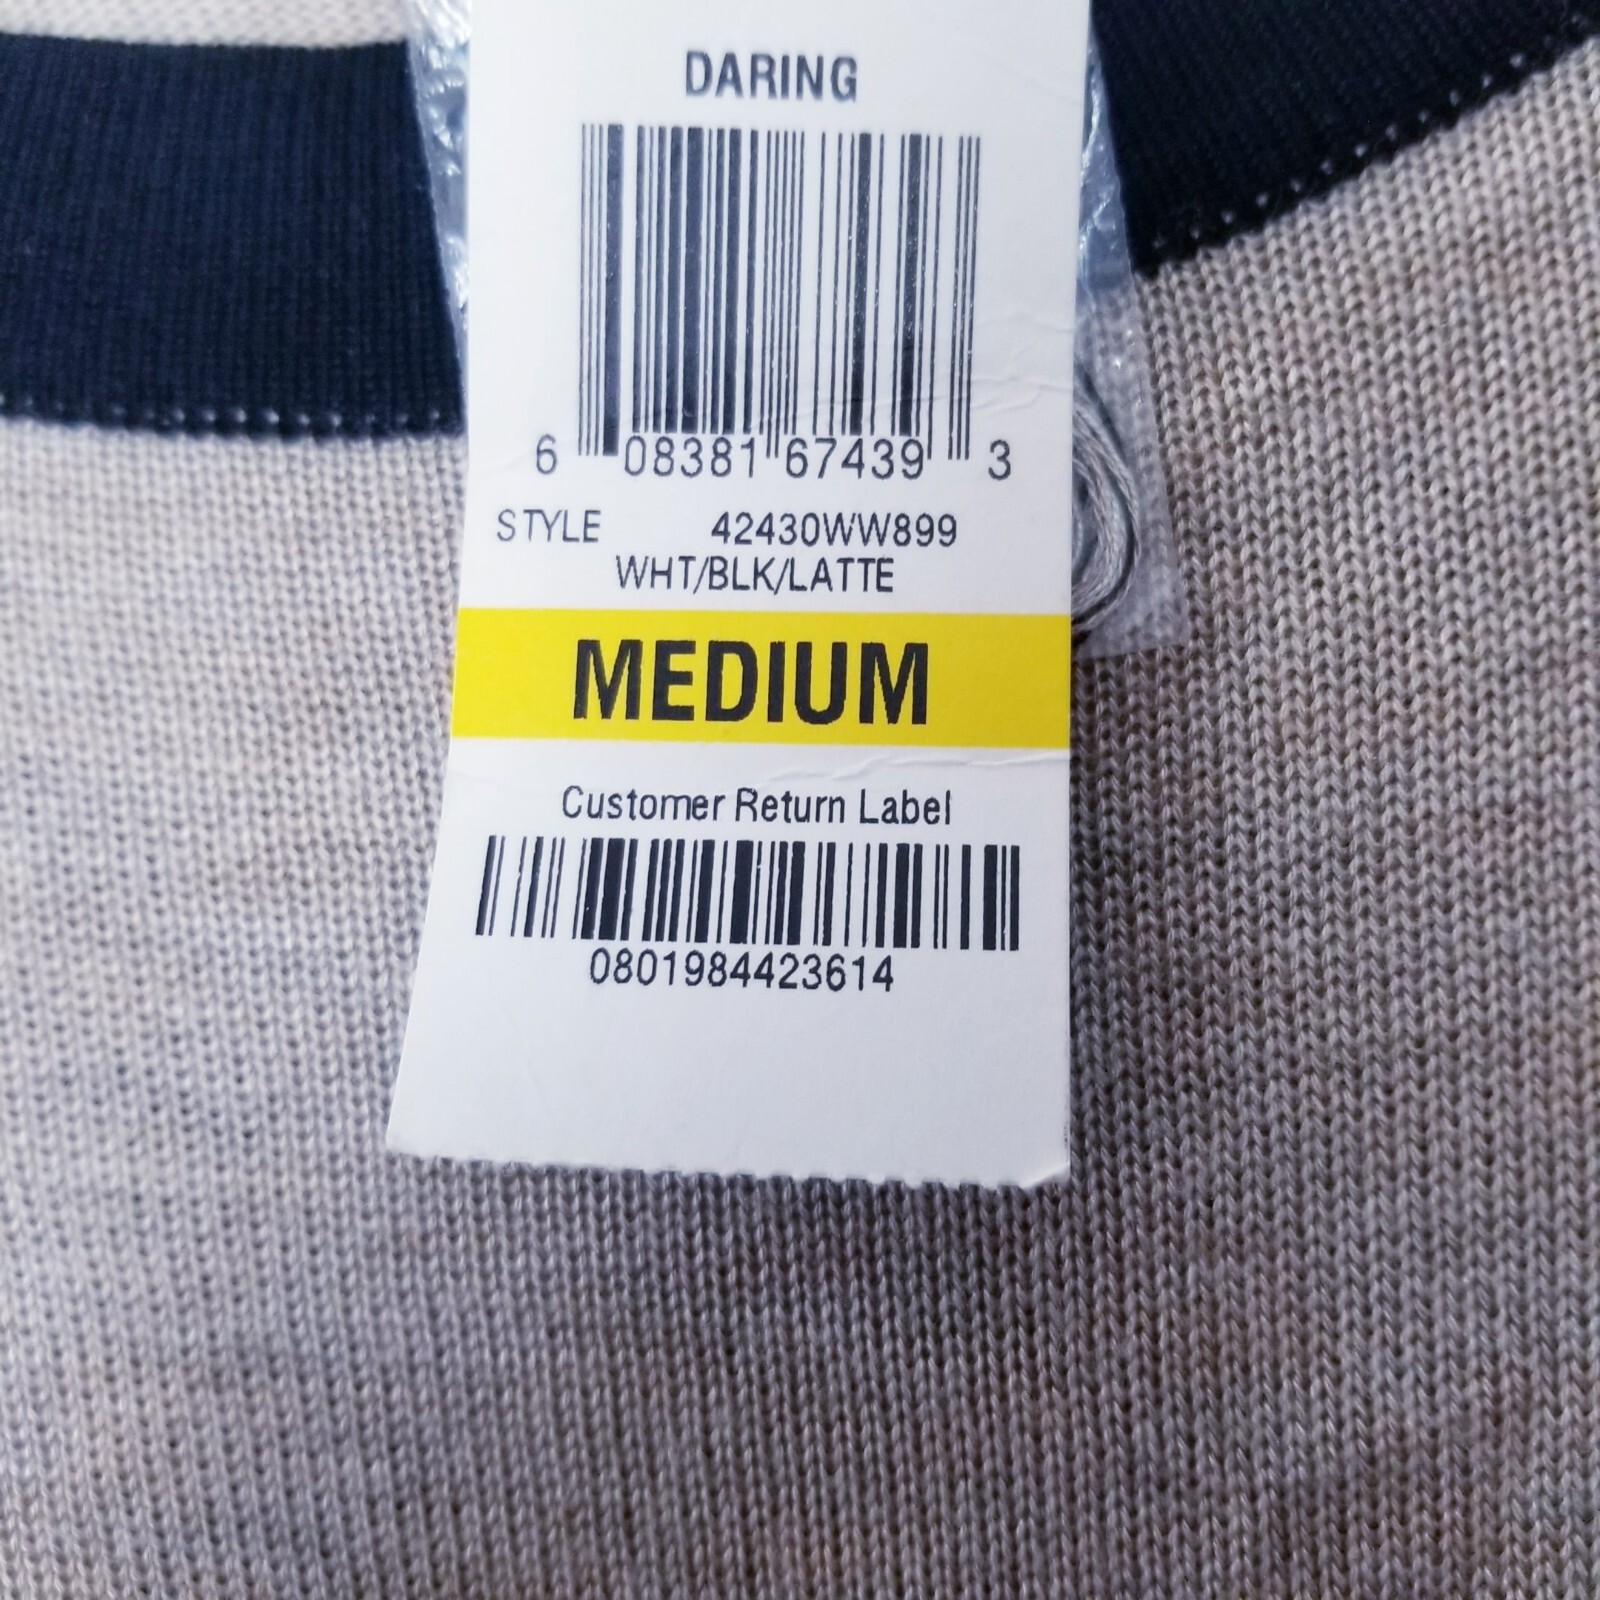 DARING
6 08381 67439 3
STYLE 42430WW899
WHT/BLK/LATTE
MEDIUM
Customer Return Label
0801984423614